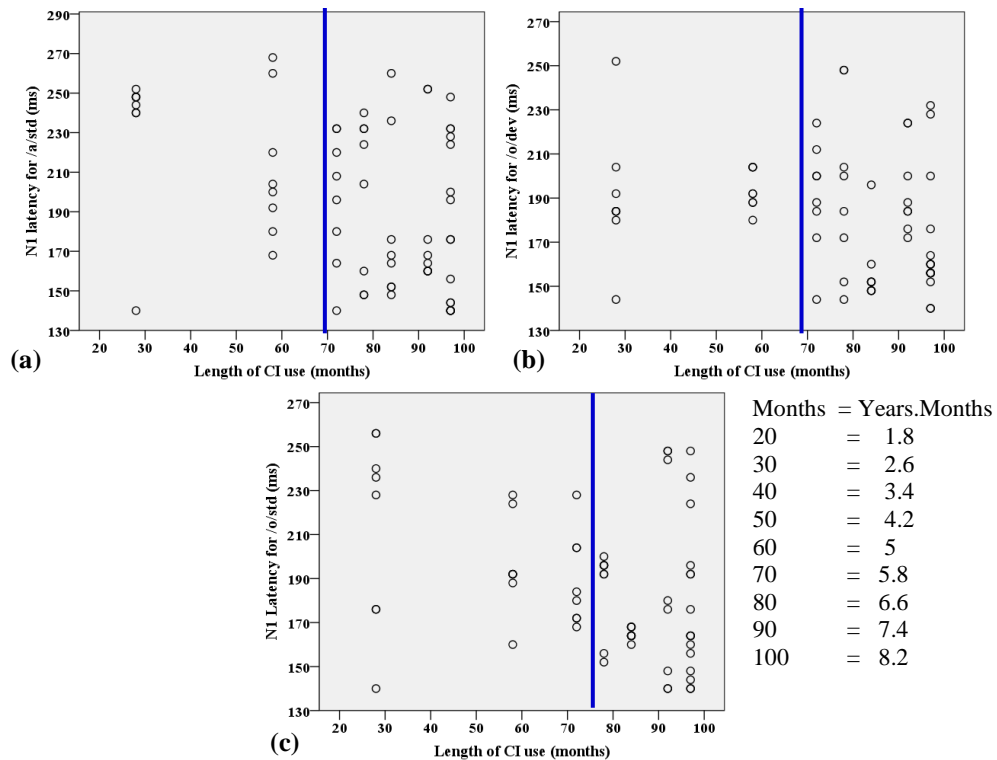 290
270
250
230
210
190
170
150
130
N1 latency for /a/std (ms)
20 30 40 50 60 70 80 90 100
Length of CI use (months)
(a)
270
250
230
210
190
170
150
130
N1 latency for /o/dev (ms)
20 30 40 50 60 70 80 90 100
Length of CI use (months)
(b)
270
250
230
210
190
170
150
130
N1 Latency for /o/std (ms)
20 30 40 50 60 70 80 90 100
Length of CI use (months)
(c)
Months = Years.Months
20 = 1.8
30 = 2.6
40 = 3.4
50 = 4.2
60 = 5
70 = 5.8
80 = 6.6
90 = 7.4
100 = 8.2